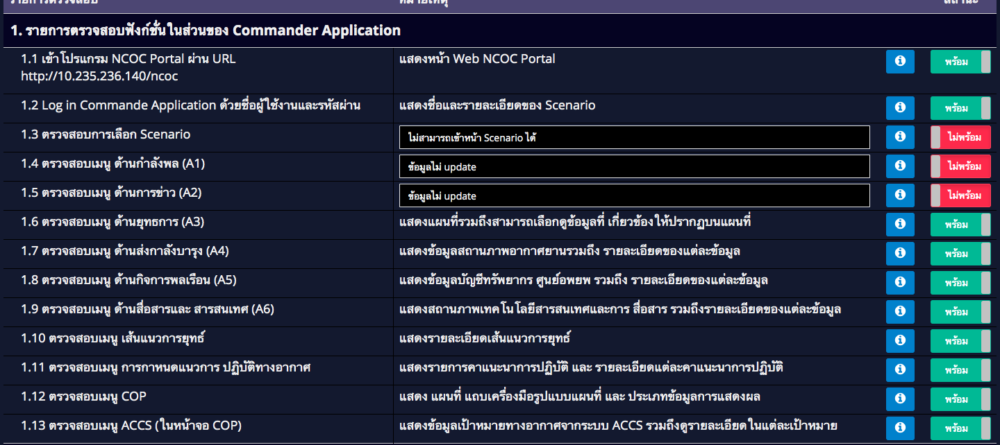 รายการตรวจสอบ หมายเหตุ สถานะ
1. รายการตรวจสอบฟังก์ชั่นในส่วนของ Commander Application
1.1 เข้าโปรแกรม NCOC Portal ผ่าน URL แสดงหน้า Web NCOC Portal พร้อม
http://10.235.236.140/ncoc
1.2 Log in Commande Application ด้วยชื่อผู้ใช้งานและรหัสผ่าน แสดงชื่อและรายละเอียดของ Scenario พร้อม
1.3 ตรวจสอบการเลือก Scenario ไม่สามารถเข้าหน้า Scenario ได้ ไม่พร้อม
1.4 ตรวจสอบเมนู ด้านกำลังพล (A1) ข้อมูลไม่ update ไม่พร้อม
1.5 ตรวจสอบเมนู ด้านการข่าว (A2) ข้อมูลไม่ update ไม่พร้อม
1.6 ตรวจสอบเมนู ด้านยุทธการ (A3) แสดงแผนที่รวมถึงสามารถเลือกดูข้อมูลที่ เกี่ยวข้องให้ปรากฏบนแผนที่ พร้อม
1.7 ตรวจสอบเมนู ด้านส่งกาลังบารุง (A4) แสดงข้อมูลสถานภาพอากาศยานรวมถึง รายละเอียดของแต่ละข้อมูล พร้อม
1.8 ตรวจสอบเมนู ด้านกิจการพลเรือน (A5) แสดงข้อมูลบัญชีทรัพยากร ศูนย์อพยพ รวมถึง รายละเอียดของแต่ละข้อมูล พร้อม
1.9 ตรวจสอบเมนู ด้านสื่อสารและ สารสนเทศ (A6) แสดงสถานภาพเทคโนโลยีสารสนเทศและการ สื่อสาร รวมถึงรายละเอียดของแต่ละข้อมูล พร้อม
1.10 ตรวจสอบเมนู เส้นแนวการยุทธ์ แสดงรายละเอียดเส้นแนวการยุทธ์ พร้อม
1.11 ตรวจสอบเมนู การกาหนดแนวการ ปฏิบัติทางอากาศ แสดงรายการคาแนะนาการปฏิบัติ และ รายละเอียดแต่ละคาแนะนาการปฏิบัติ พร้อม
1.12 ตรวจสอบเมนู COP แสดง แผนที่ แถบเครื่องมือรูปแบบแผนที่ และ ประเภทข้อมูลการแสดงผล พร้อม
1.13 ตรวจสอบเมนู ACCS (ในหน้าจอ COP) แสดงข้อมูลเป้าหมายทางอากาศจากระบบ ACCS รวมถึงดูรายละเอียดในแต่ละเป้าหมาย พร้อม